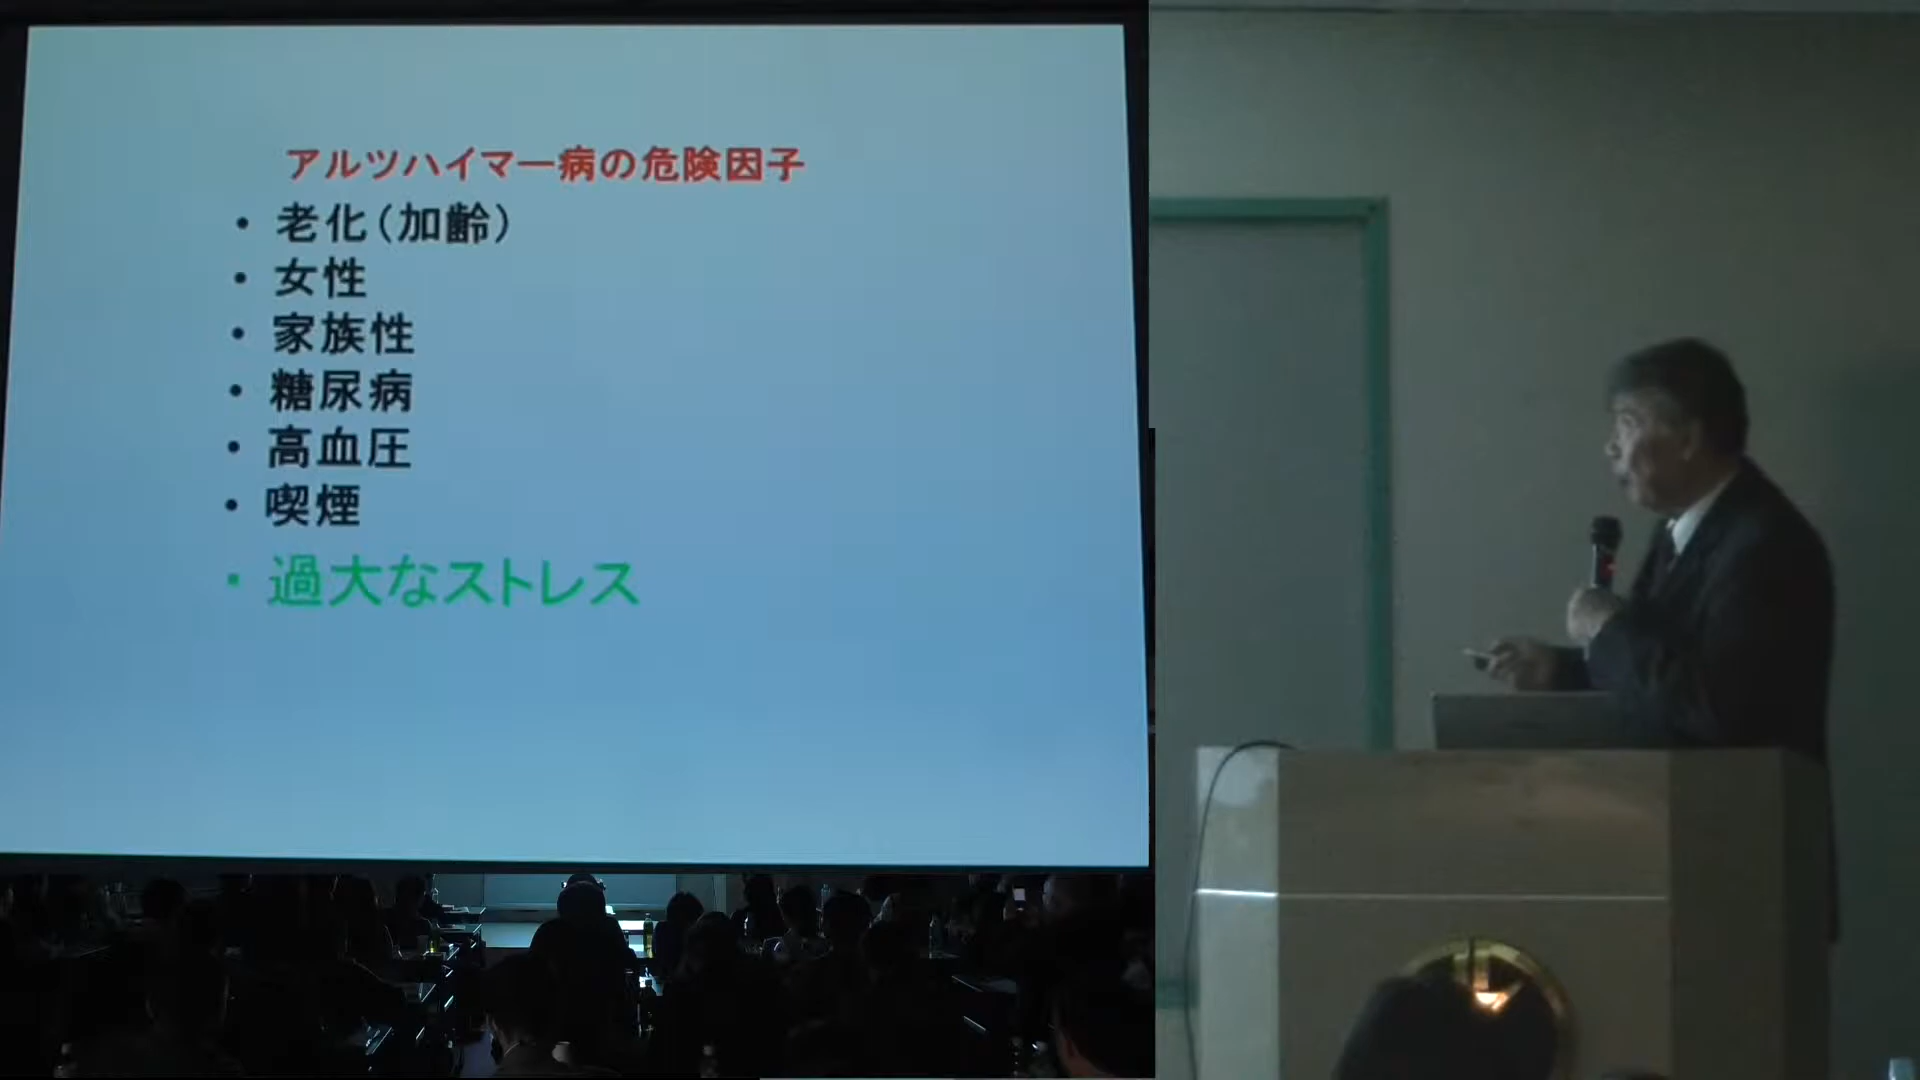 アルツハイマー病の危険因子
・ 老化（加齢）
・ 女性
・ 家族性
・ 糖尿病
・ 高血圧
・ 喫煙
・ 過大なストレス